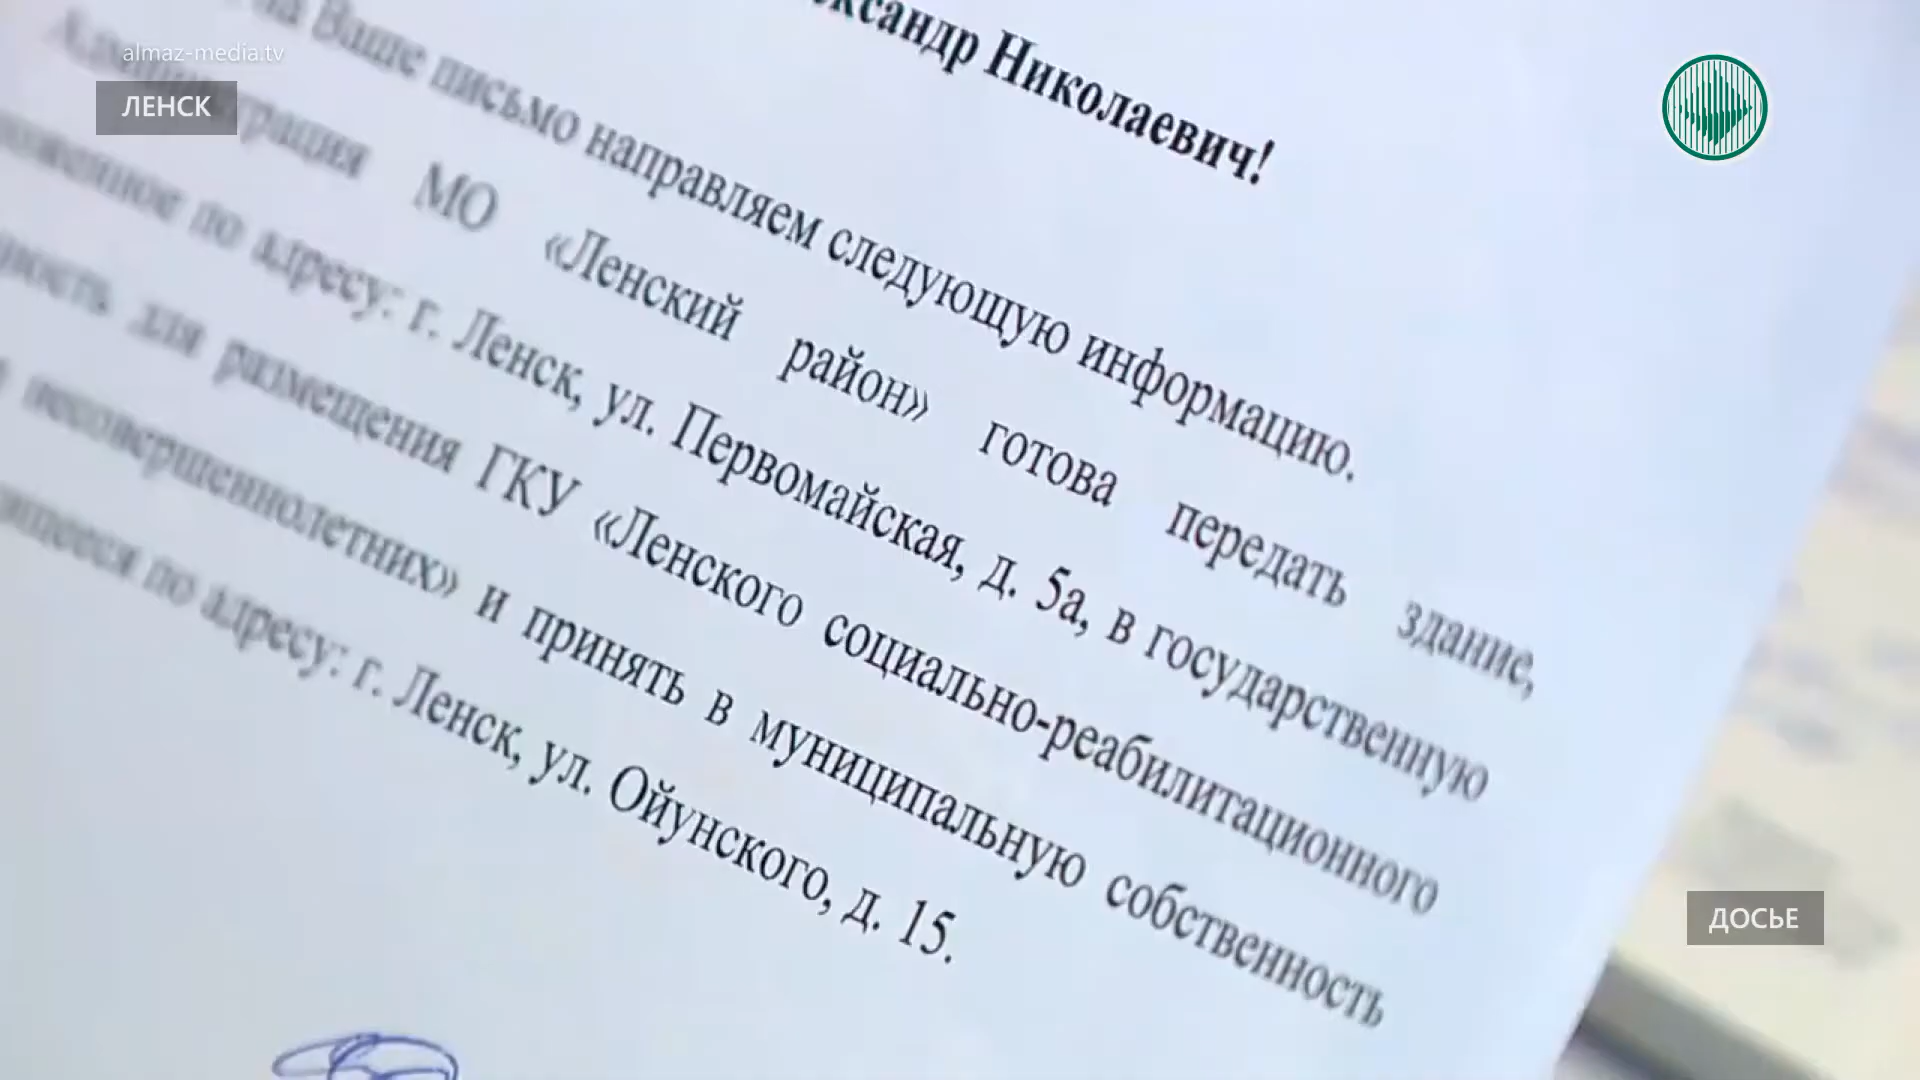 almaz-media.tv
ЛЕНСК
Николаевич!
на Ваше письмо направляем следующую информацию.
Администрация МО «Ленский район» готова передать здание,
по адресу: г. Ленск, ул. Первомайская, д. 5а, в государственную
для размещения ГКУ «Ленского социально-реабилитационного
несовершеннолетних» и принять в муниципальную собственность
по адресу: г. Ленск, ул. Ойунского, д. 15.
ДОСЬЕ